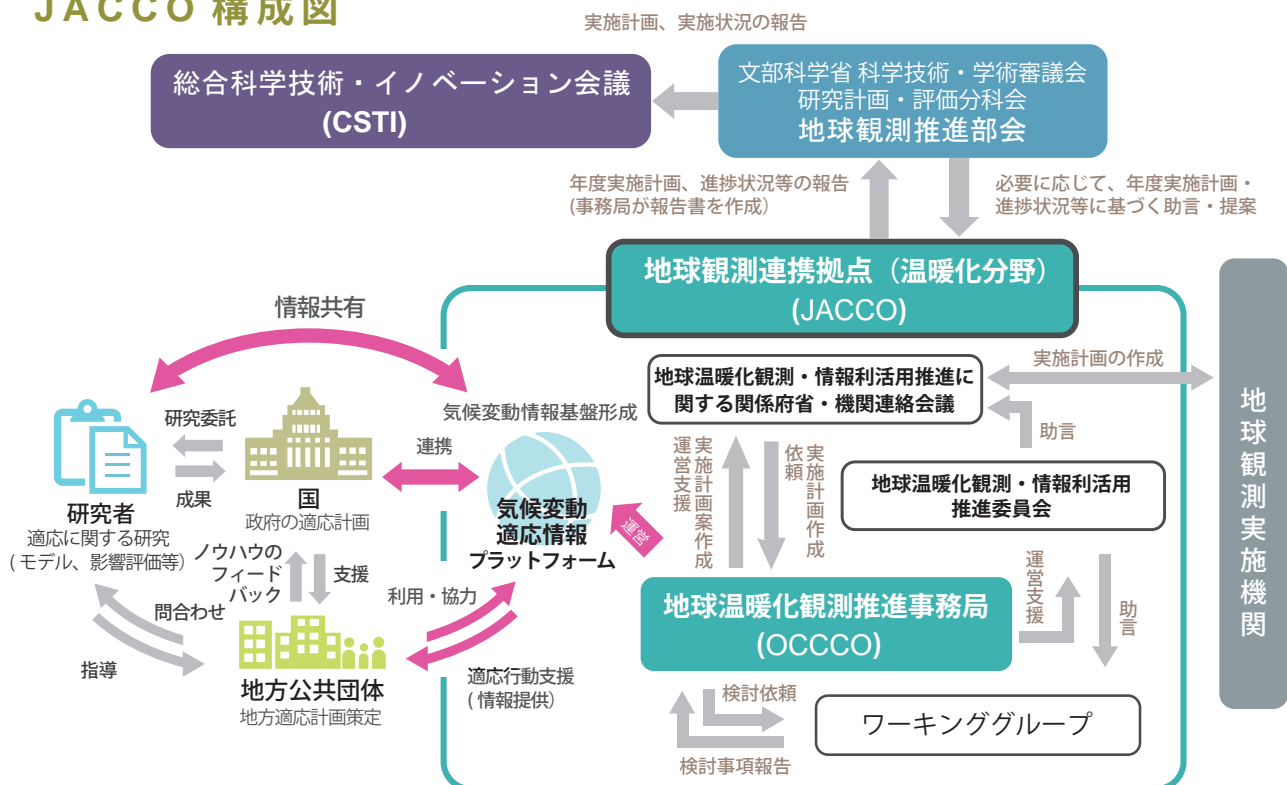 JACCO 構成図
実施計画、実施状況の報告
総合科学技術・イノベーション会議
(CSTI)
文部科学省 科学技術・学術審議会
研究計画・評価分科会
地球観測推進部会
年度実施計画、進捗状況等の報告
(事務局が報告書を作成）
必要に応じて、年度実施計画・
進捗状況等に基づく助言・提案
地球観測連携拠点（温暖化分野）
(JACCO)
情報共有
実施計画の作成
地球温暖化観測・情報利活用推進に
関する関係府省・機関連絡会議
地球観測実施機関
気候変動情報基盤形成
研究委託
成果
連携
助言
研究者
適応に関する研究
( モデル、影響評価等)
国
政府の適応計画
気候変動
適応情報
プラットフォーム
運営
実施計画案作成
運営支援
実施計画作成
依頼
地球温暖化観測・情報利活用
推進委員会
ノウハウの
フィード
バック
支援
利用・協力
問合わせ
指導
地球温暖化観測推進事務局
(OCCCO)
運営支援
助言
地方公共団体
地方適応計画策定
適応行動支援
( 情報提供）
検討依頼
ワーキンググループ
検討事項報告